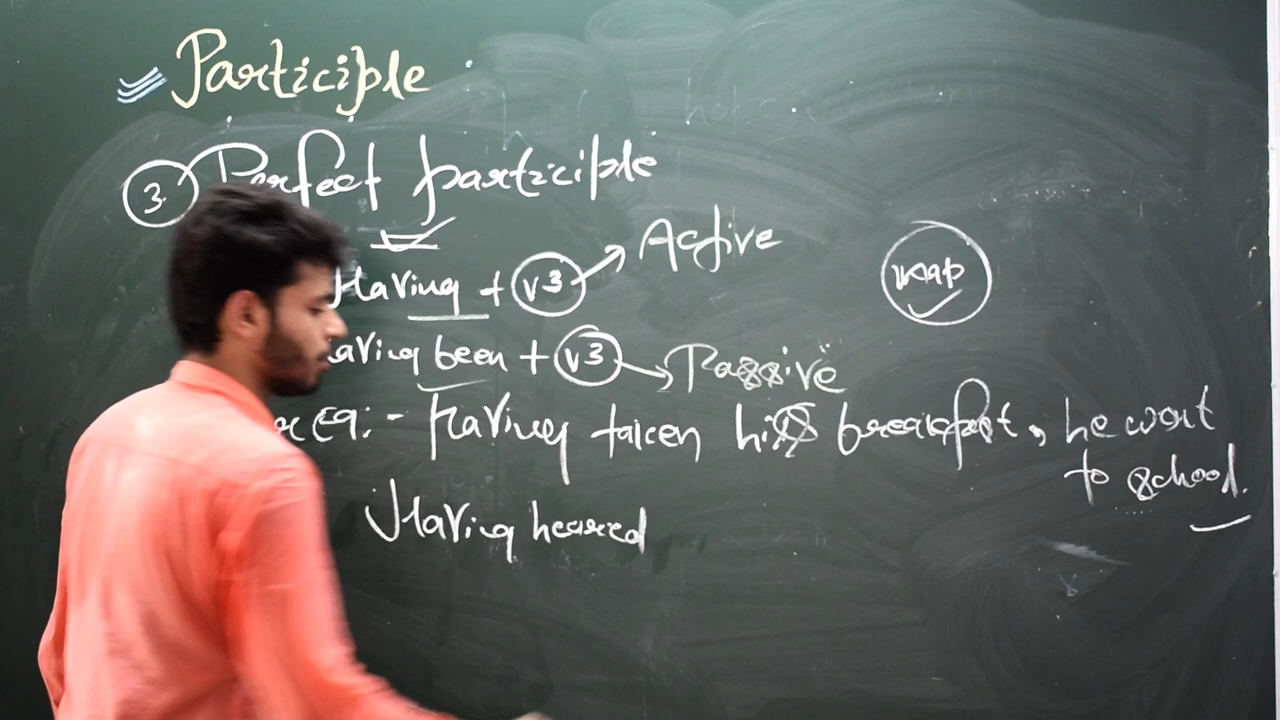 Participle
3. Perfect participle
Having + v3 → Active
aving been + v3 → Passive
Eg:- Having taken his breakfast, he went
to school.
Having heared